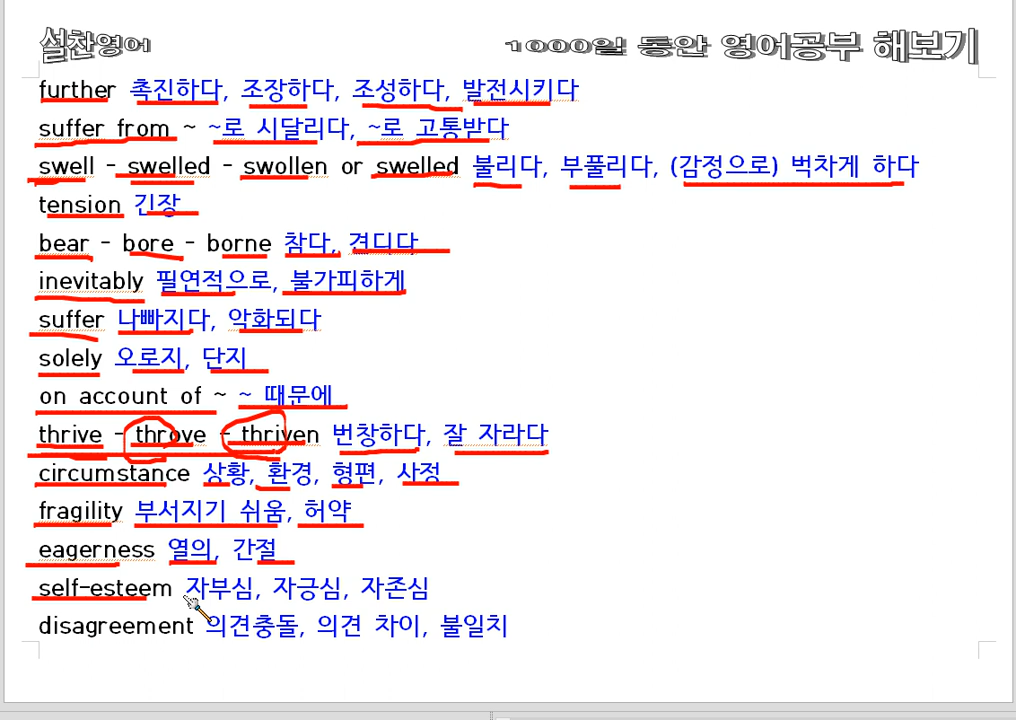 설찬영어 1000일 동안 영어공부 해보기
further 촉진하다, 조장하다, 조성하다, 발전시키다
suffer from ~ ~로 시달리다, ~로 고통받다
swell - swelled - swollen or swelled 불리다, 부풀리다, (감정으로) 벅차게 하다
tension 긴장
bear - bore - borne 참다, 견디다
inevitably 필연적으로, 불가피하게
suffer 나빠지다, 악화되다
solely 오로지, 단지
on account of ~ ~ 때문에
thrive - throve - thriven 번창하다, 잘 자라다
circumstance 상황, 환경, 형편, 사정
fragility 부서지기 쉬움, 허약
eagerness 열의, 간절
self-esteem 자부심, 자긍심, 자존심
disagreement 의견충돌, 의견 차이, 불일치